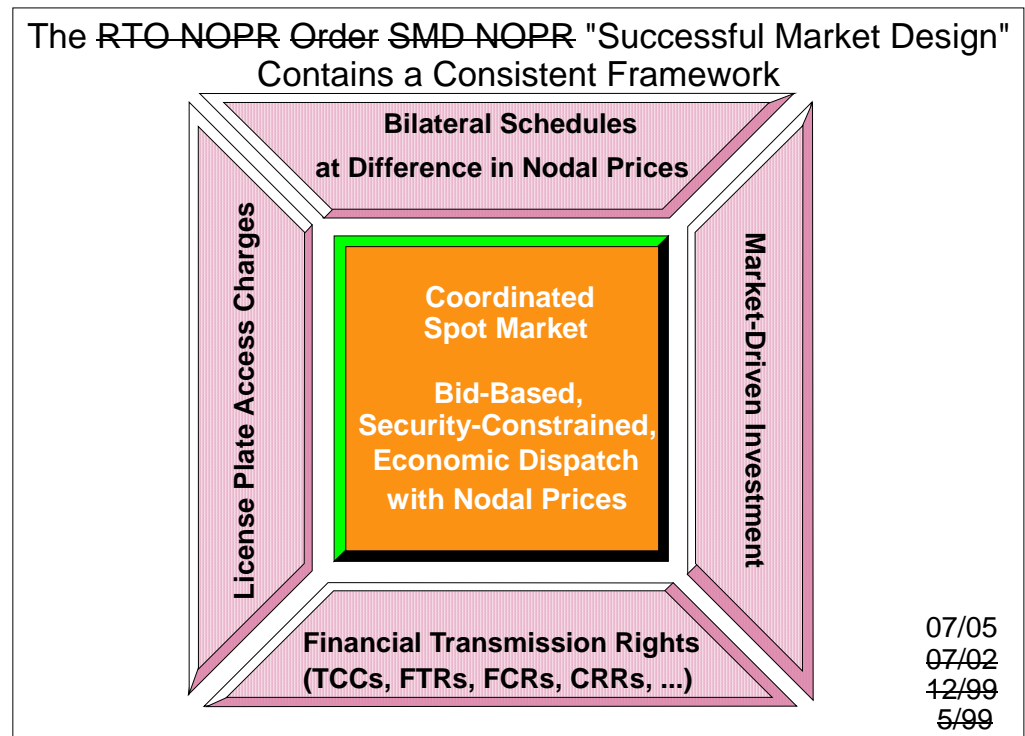 The RTO NOPR Order SMD NOPR "Successful Market Design"
Contains a Consistent Framework
Bilateral Schedules
at Difference in Nodal Prices
License Plate Access Charges
Coordinated
Spot Market
Bid-Based,
Security-Constrained,
Economic Dispatch
with Nodal Prices
Market-Driven Investment
Financial Transmission Rights
(TCCs, FTRs, FCRs, CRRs, ...)
07/05
07/02
12/99
5/99